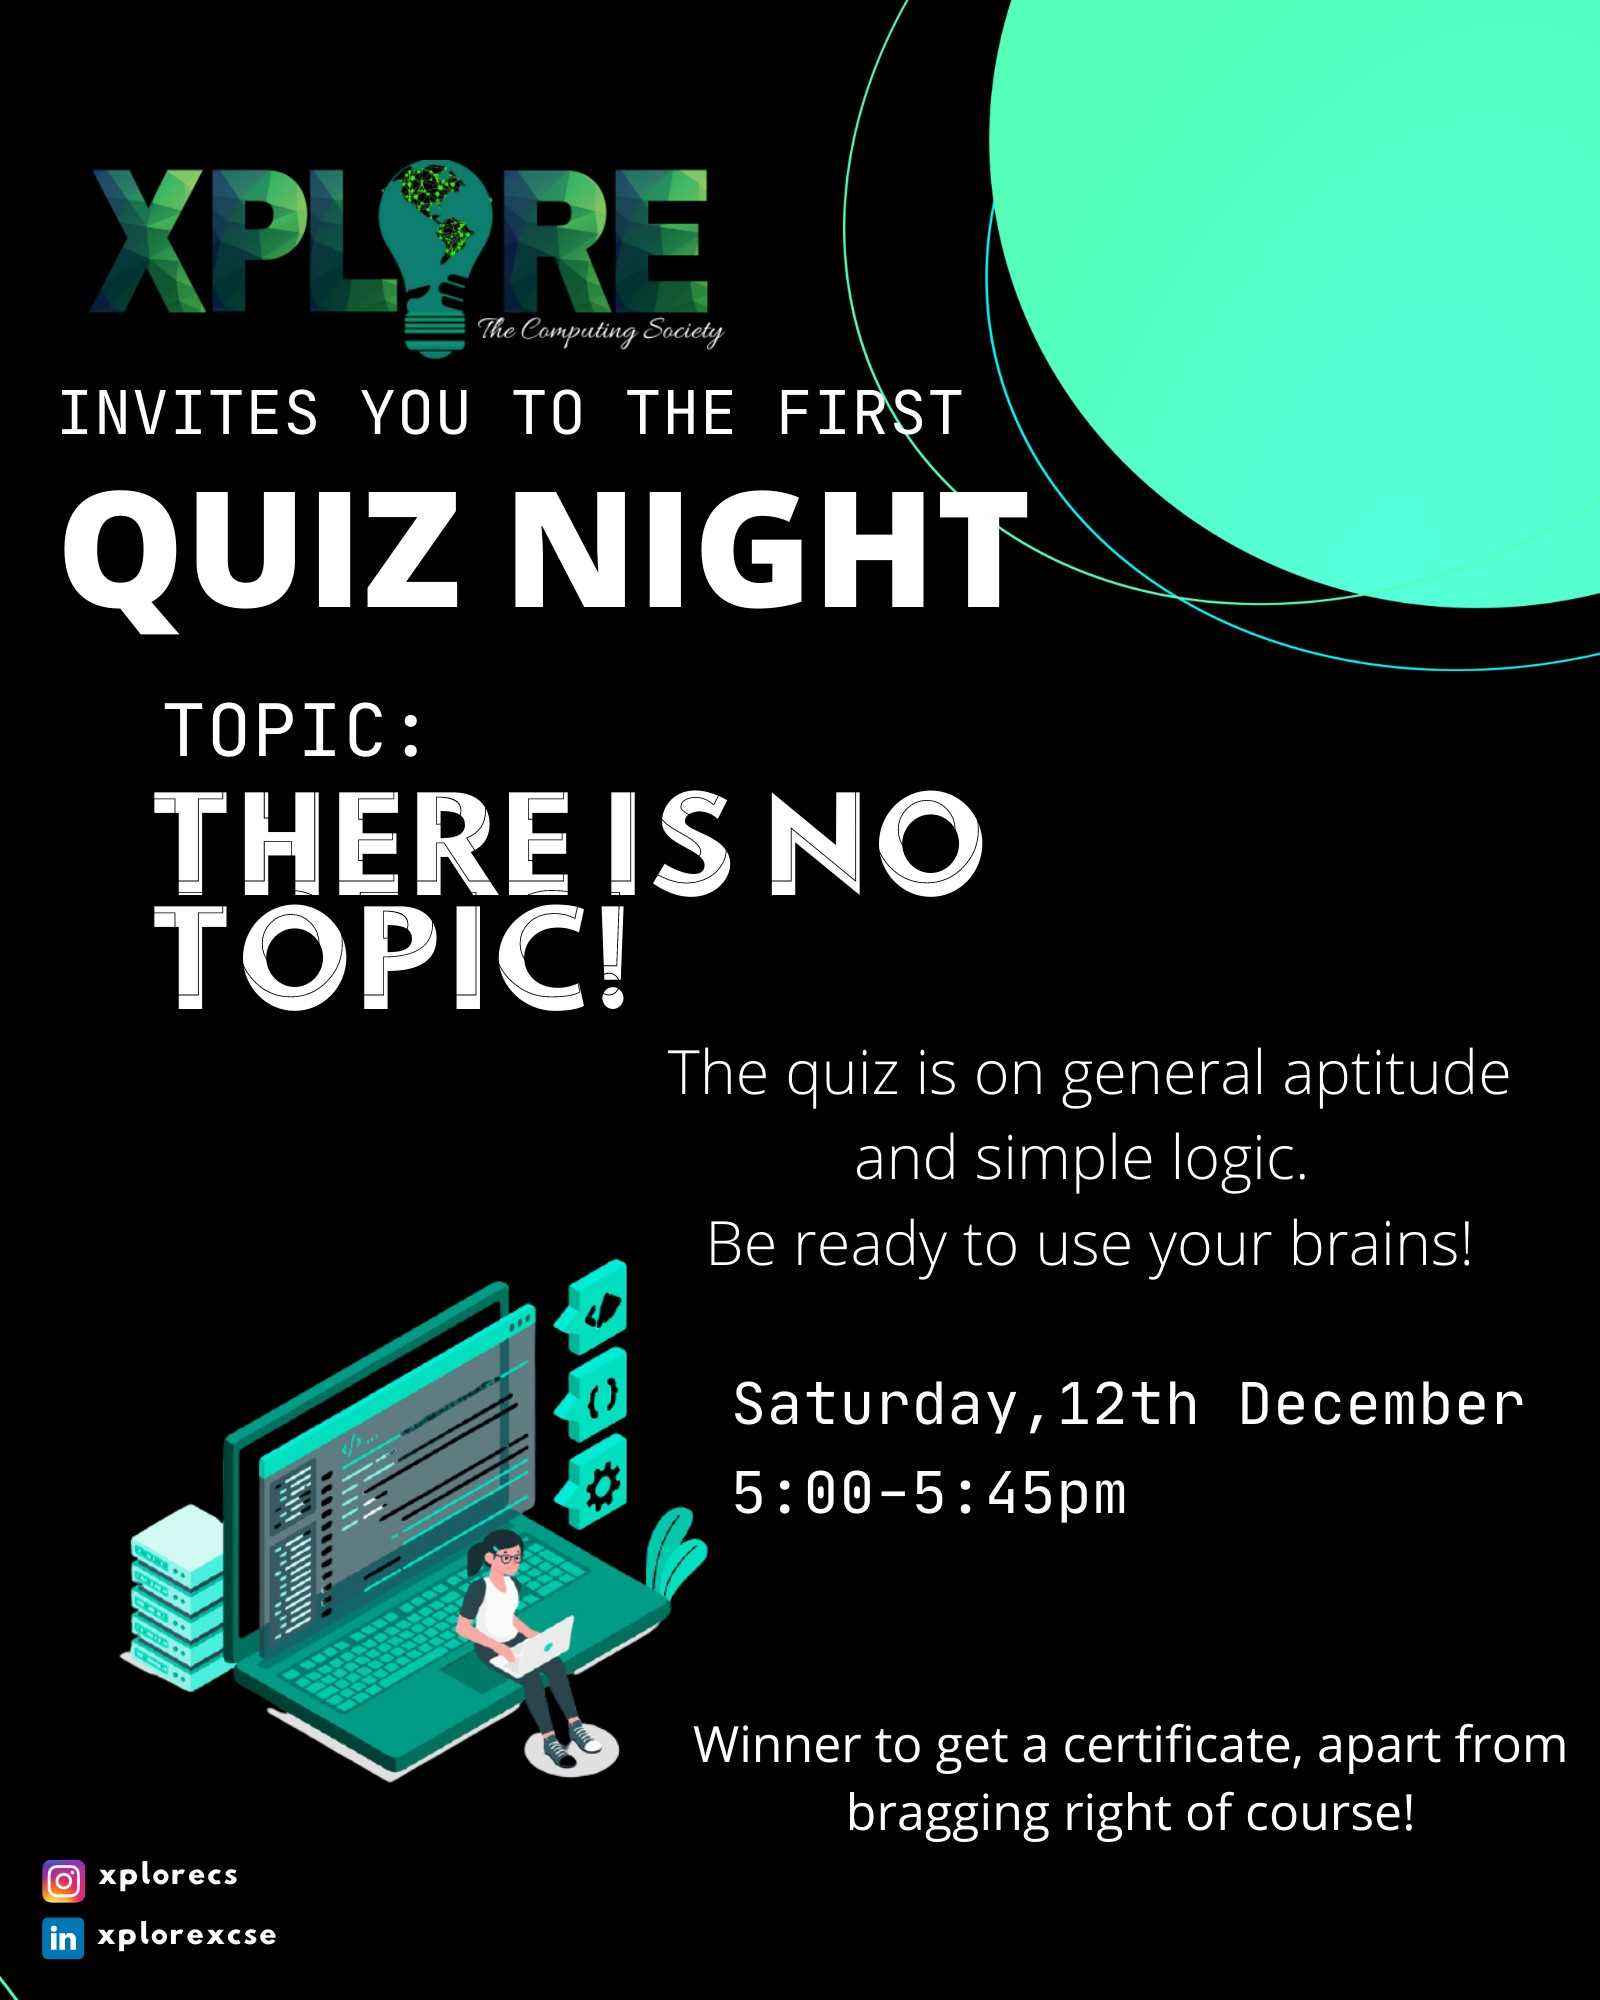 XPLORE
The Computing Society
INVITES YOU TO THE FIRST
QUIZ NIGHT
TOPIC:
THERE IS NO
TOPIC!
The quiz is on general aptitude
and simple logic.
Be ready to use your brains!
Saturday,12th December
5:00-5:45pm
Winner to get a certificate, apart from
bragging right of course!
xplorecs
in xplorexcse